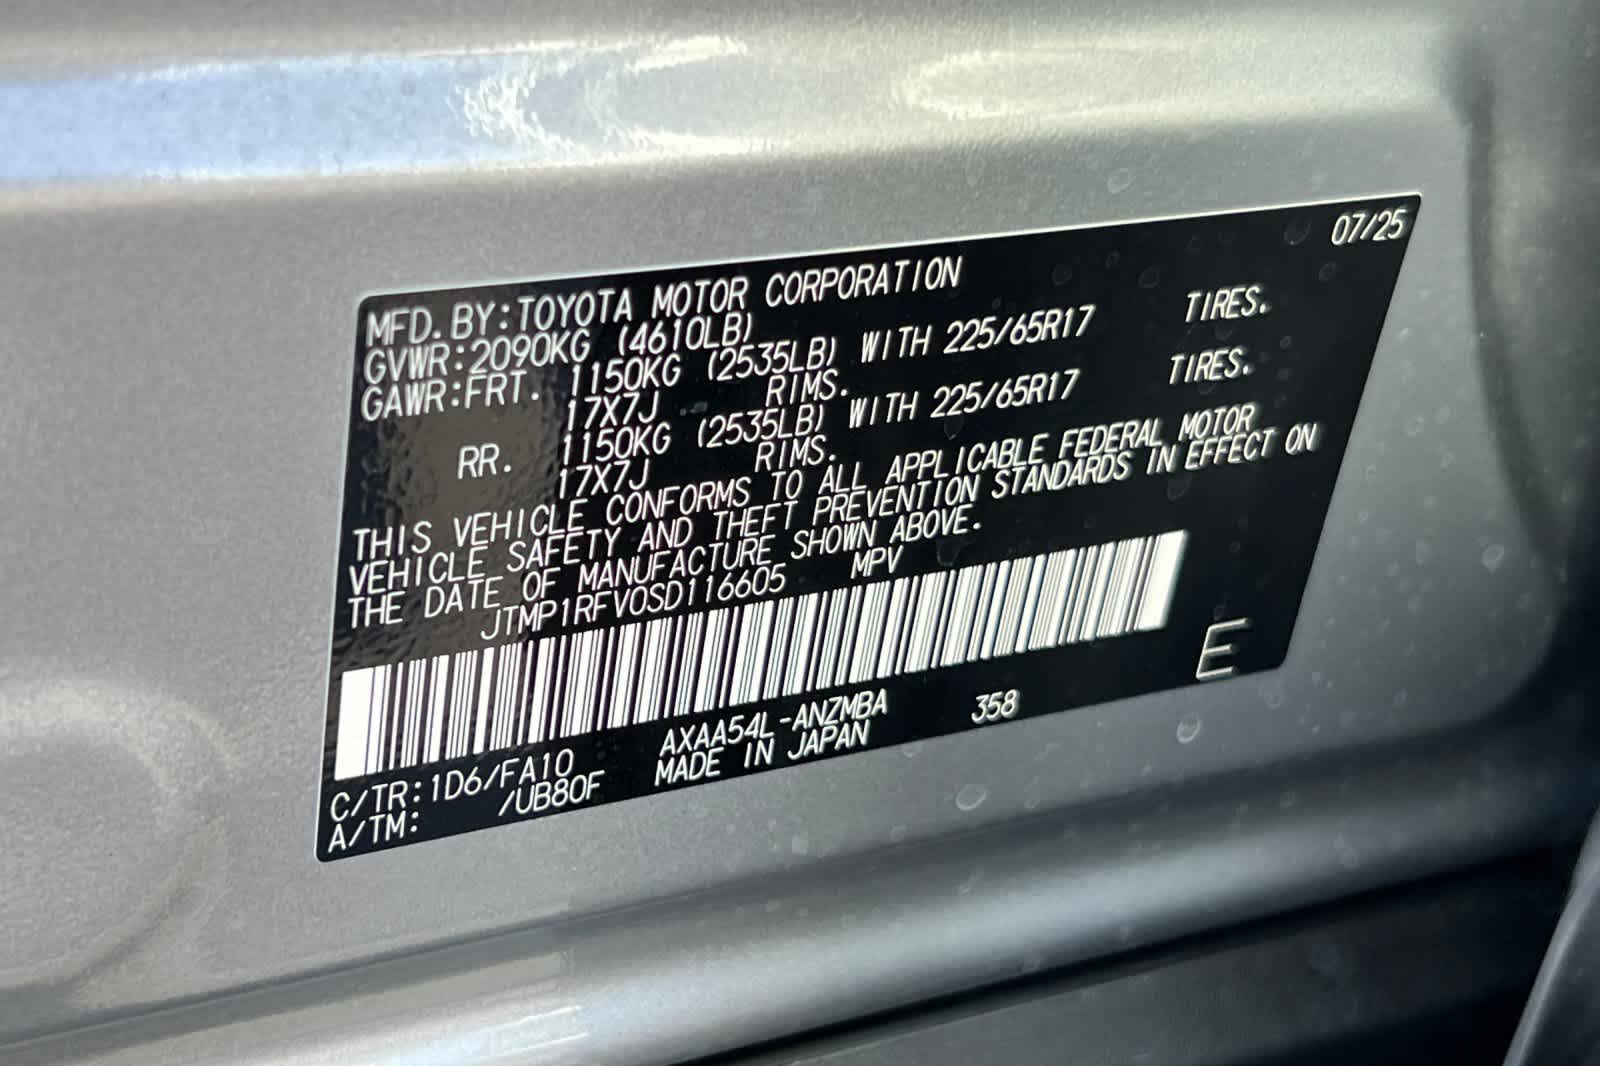 07/25
MFD.BY:TOYOTA MOTOR CORPORATION
GVWR:2090KG (4610LB)
GAWR:FRT. 1150KG (2535LB) WITH 225/65R17 TIRES.
17X7J RIMS.
RR. 1150KG (2535LB) WITH 225/65R17 TIRES.
17X7J RIMS.
THIS VEHICLE CONFORMS TO ALL APPLICABLE FEDERAL MOTOR
VEHICLE SAFETY AND THEFT PREVENTION STANDARDS IN EFFECT ON
THE DATE OF MANUFACTURE SHOWN ABOVE.
JTMP1RFV0SD116605 MPV
E
C/TR:1D6/FA10 AXAA54L-ANZMBA 358
A/TM: /UB80F MADE IN JAPAN